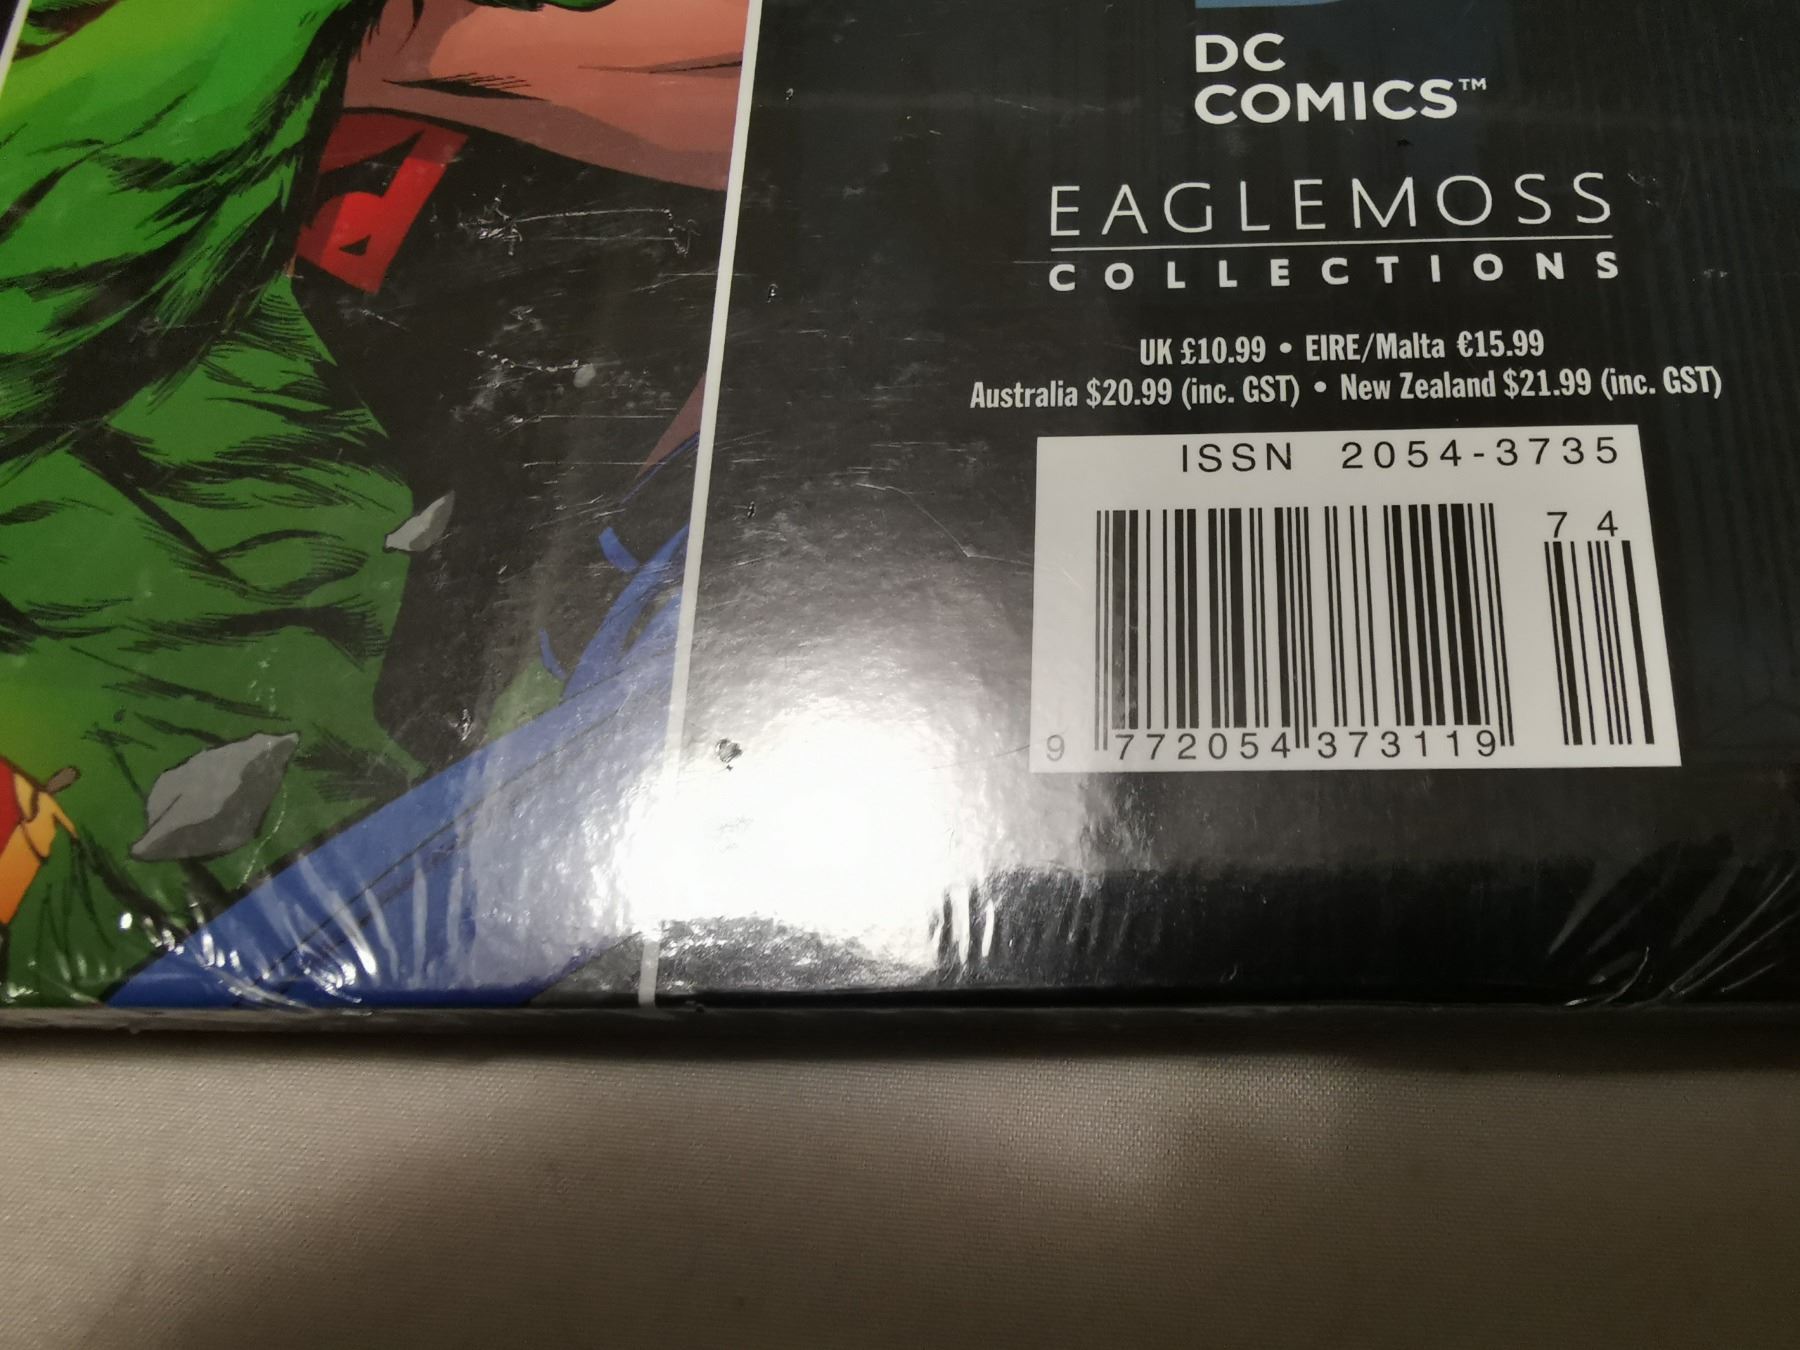 DC
COMICS™
EAGLEMOSS
COLLECTIONS
UK £10.99 • EIRE/Malta €15.99
Australia $20.99 (inc. GST) • New Zealand $21.99 (inc. GST)
ISSN 2054-3735
74
9 772054 373119